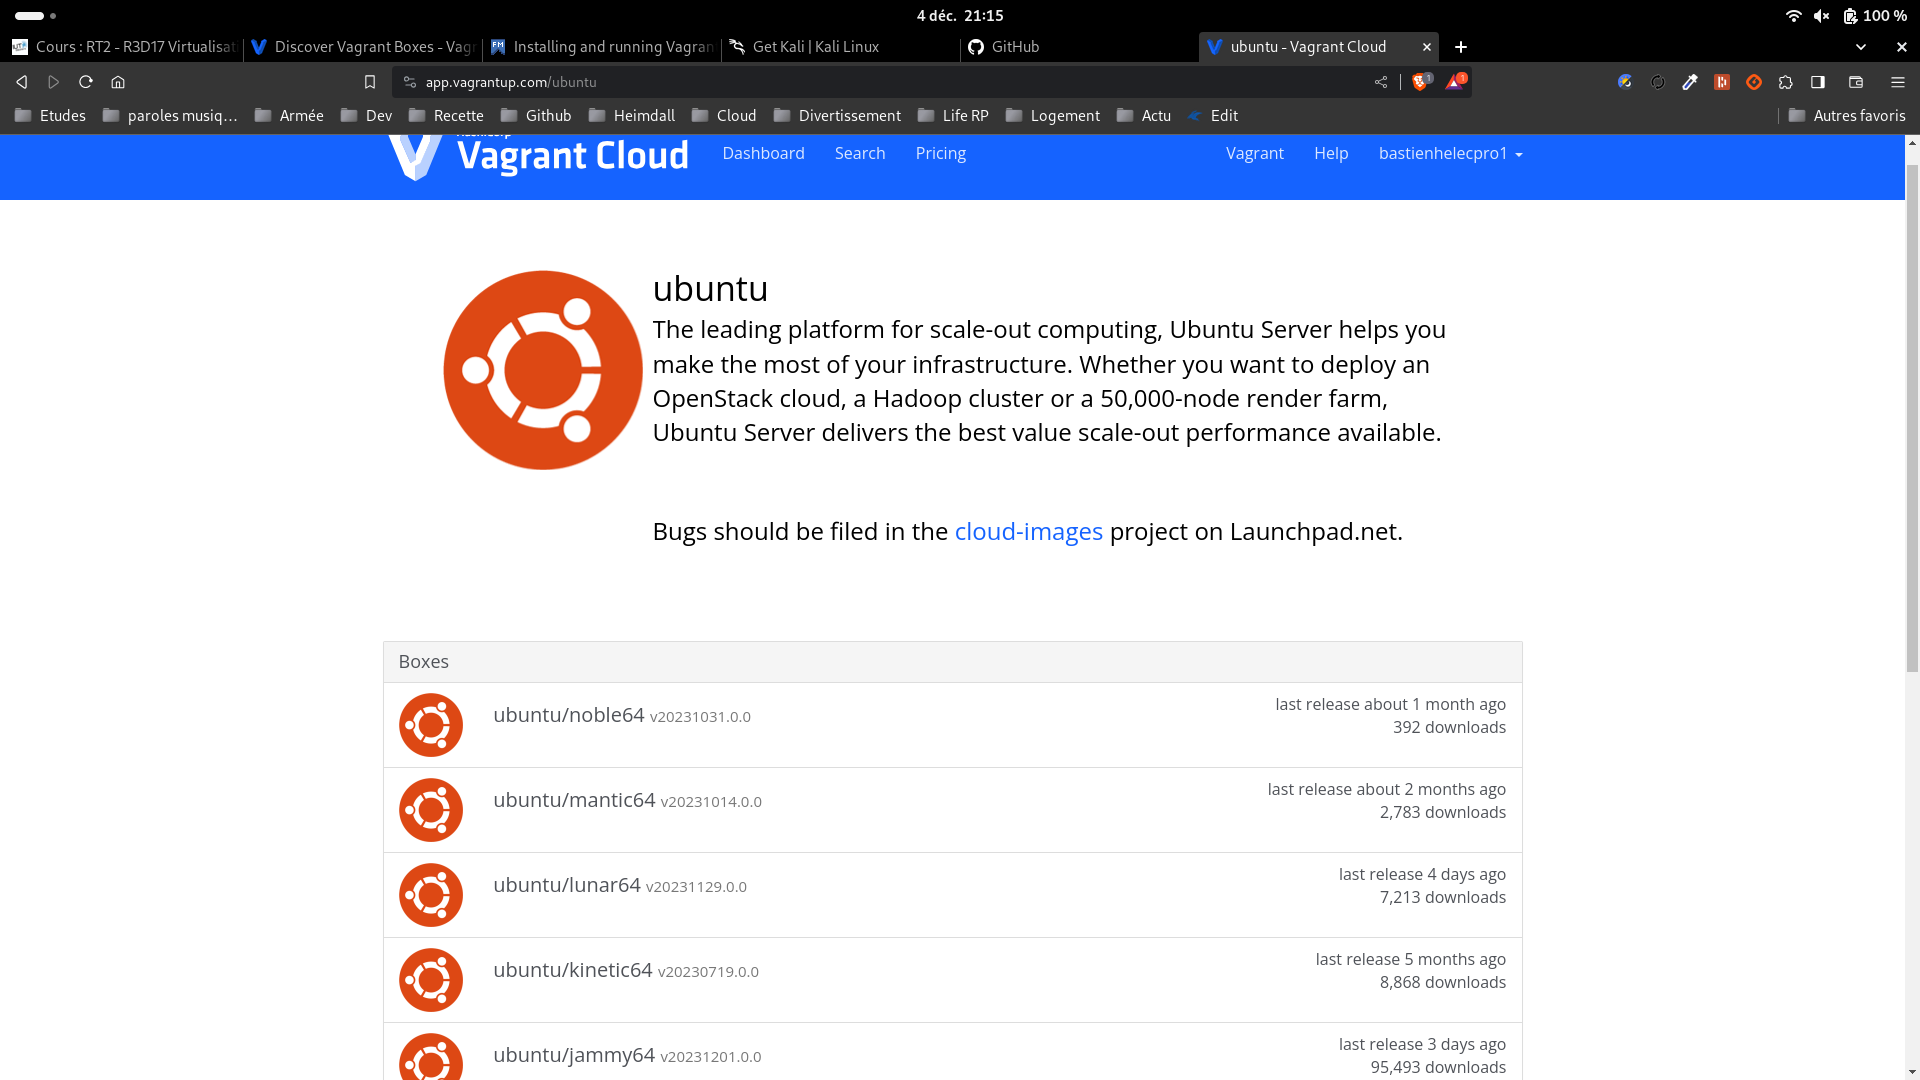 4 déc. 21:15
100 %
Cours : RT2 - R3D17 Virtualisat
Discover Vagrant Boxes - Vag
Installing and running Vagran
Get Kali | Kali Linux
GitHub
ubuntu - Vagrant Cloud
app.vagrantup.com/ubuntu
1
1
Etudes
paroles musiq…
Armée
Dev
Recette
Github
Heimdall
Cloud
Divertissement
Life RP
Logement
Actu
Edit
Autres favoris
Vagrant Cloud
Dashboard
Search
Pricing
Vagrant
Help
bastienhelecpro1
ubuntu
The leading platform for scale-out computing, Ubuntu Server helps you
make the most of your infrastructure. Whether you want to deploy an
OpenStack cloud, a Hadoop cluster or a 50,000-node render farm,
Ubuntu Server delivers the best value scale-out performance available.
Bugs should be filed in the cloud-images project on Launchpad.net.
Boxes
ubuntu/noble64 v20231031.0.0
last release about 1 month ago
392 downloads
ubuntu/mantic64 v20231014.0.0
last release about 2 months ago
2,783 downloads
ubuntu/lunar64 v20231129.0.0
last release 4 days ago
7,213 downloads
ubuntu/kinetic64 v20230719.0.0
last release 5 months ago
8,868 downloads
ubuntu/jammy64 v20231201.0.0
last release 3 days ago
95,493 downloads